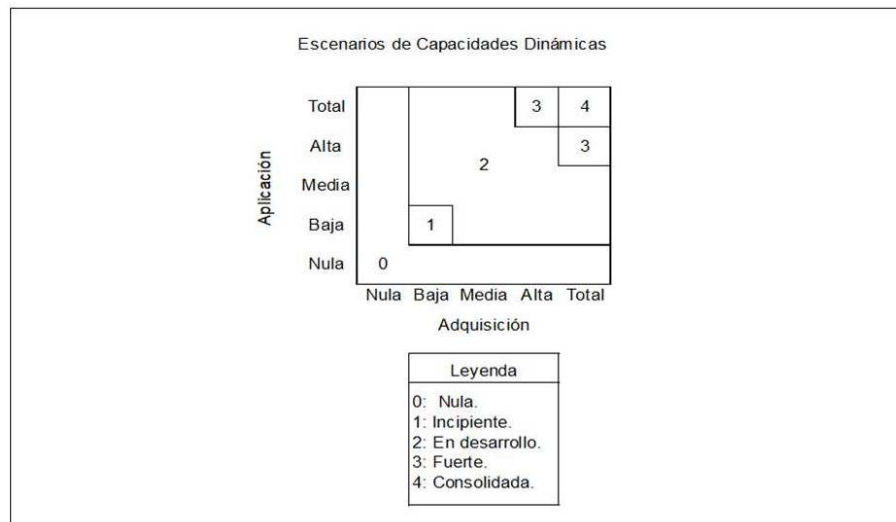 Escenarios de Capacidades Dinámicas
Total 3 4
Alta 3
2
Media
Baja 1
Nula 0
Aplicación
Nula Baja Media Alta Total
Adquisición
Leyenda
0: Nula.
1: Incipiente.
2: En desarrollo.
3: Fuerte.
4: Consolidada.